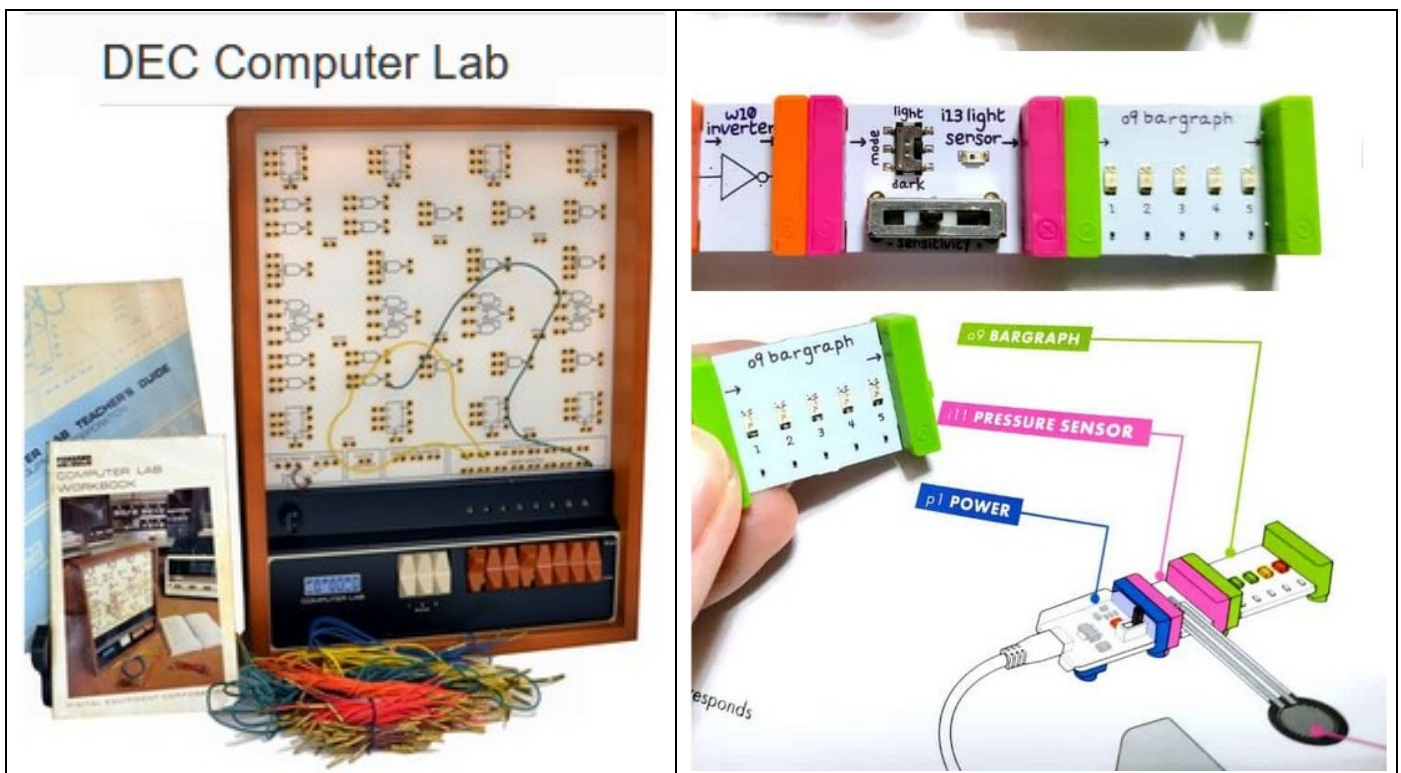 DEC Computer Lab
TEACHER'S GUIDE
COMPUTER LAB
WORKBOOK
DIGITAL EQUIPMENT
COMPUTER LAB
w10
inverter
light
mode
dark
i13 light
sensor
sensitivity
o9 bargraph
1 2 3 4 5
o9 bargraph
1 2 3 4 5
o9 BARGRAPH
i11 PRESSURE SENSOR
p1 POWER
esponds